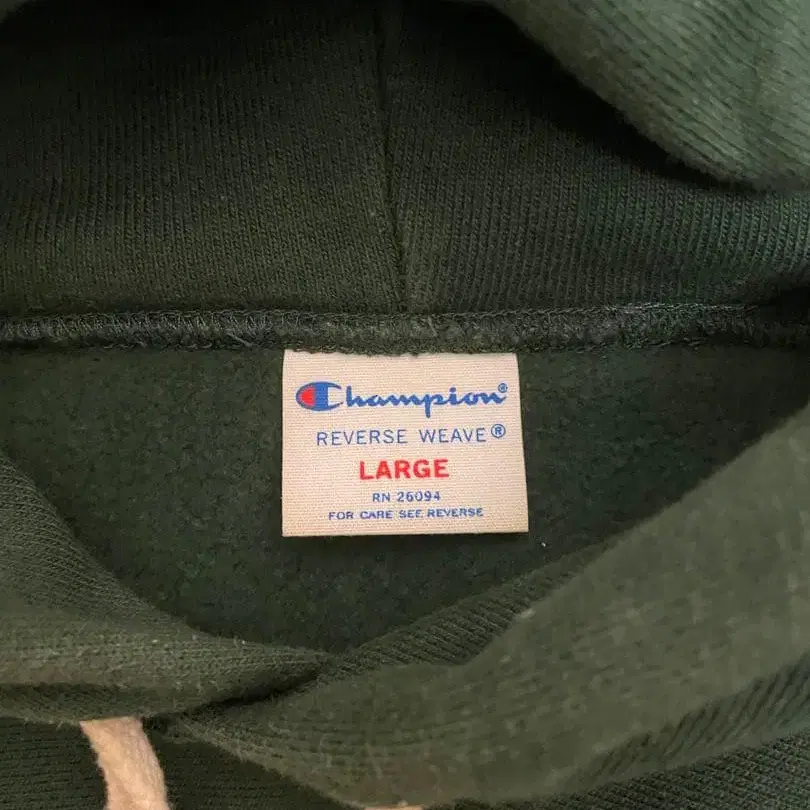 Champion®
REVERSE WEAVE®
LARGE
RN 26094
FOR CARE SEE REVERSE